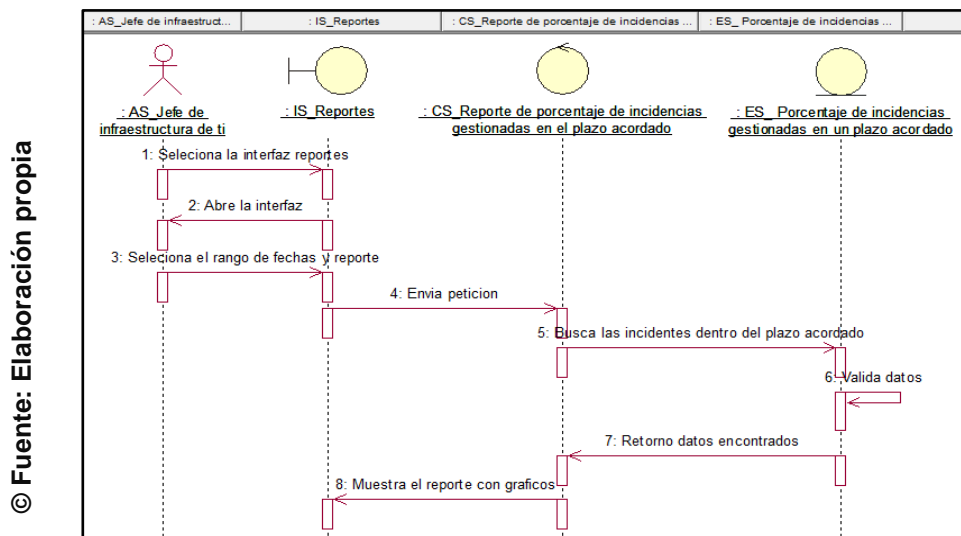 : AS_Jefe de infraestruct...
: IS_Reportes
: CS_Reporte de porcentaje de incidencias ...
: ES_ Porcentaje de incidencias ...
: AS_Jefe de
infraestructura de ti
: IS_Reportes
: CS_Reporte de porcentaje de incidencias
gestionadas en el plazo acordado
: ES_ Porcentaje de incidencias
gestionadas en un plazo acordado
1: Seleciona la interfaz reportes
2: Abre la interfaz
3: Seleciona el rango de fechas y reporte
4: Envia peticion
5: Busca las incidentes dentro del plazo acordado
6: Valida datos
7: Retorno datos encontrados
8: Muestra el reporte con graficos
© Fuente: Elaboración propia